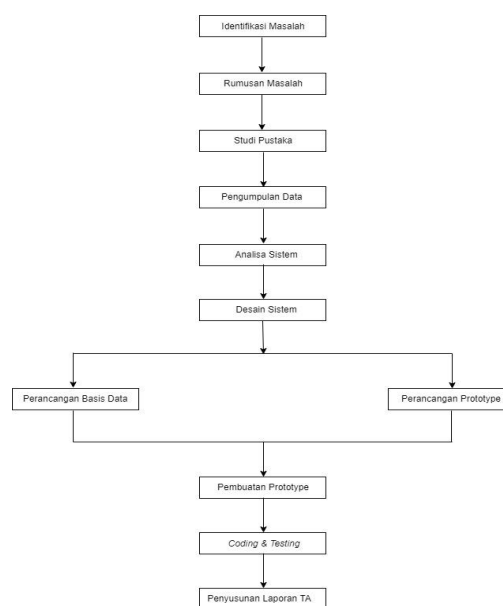 Identifikasi Masalah
Rumusan Masalah
Studi Pustaka
Pengumpulan Data
Analisa Sistem
Desain Sistem
Perancangan Basis Data
Perancangan Prototype
Pembuatan Prototype
Coding & Testing
Penyusunan Laporan TA